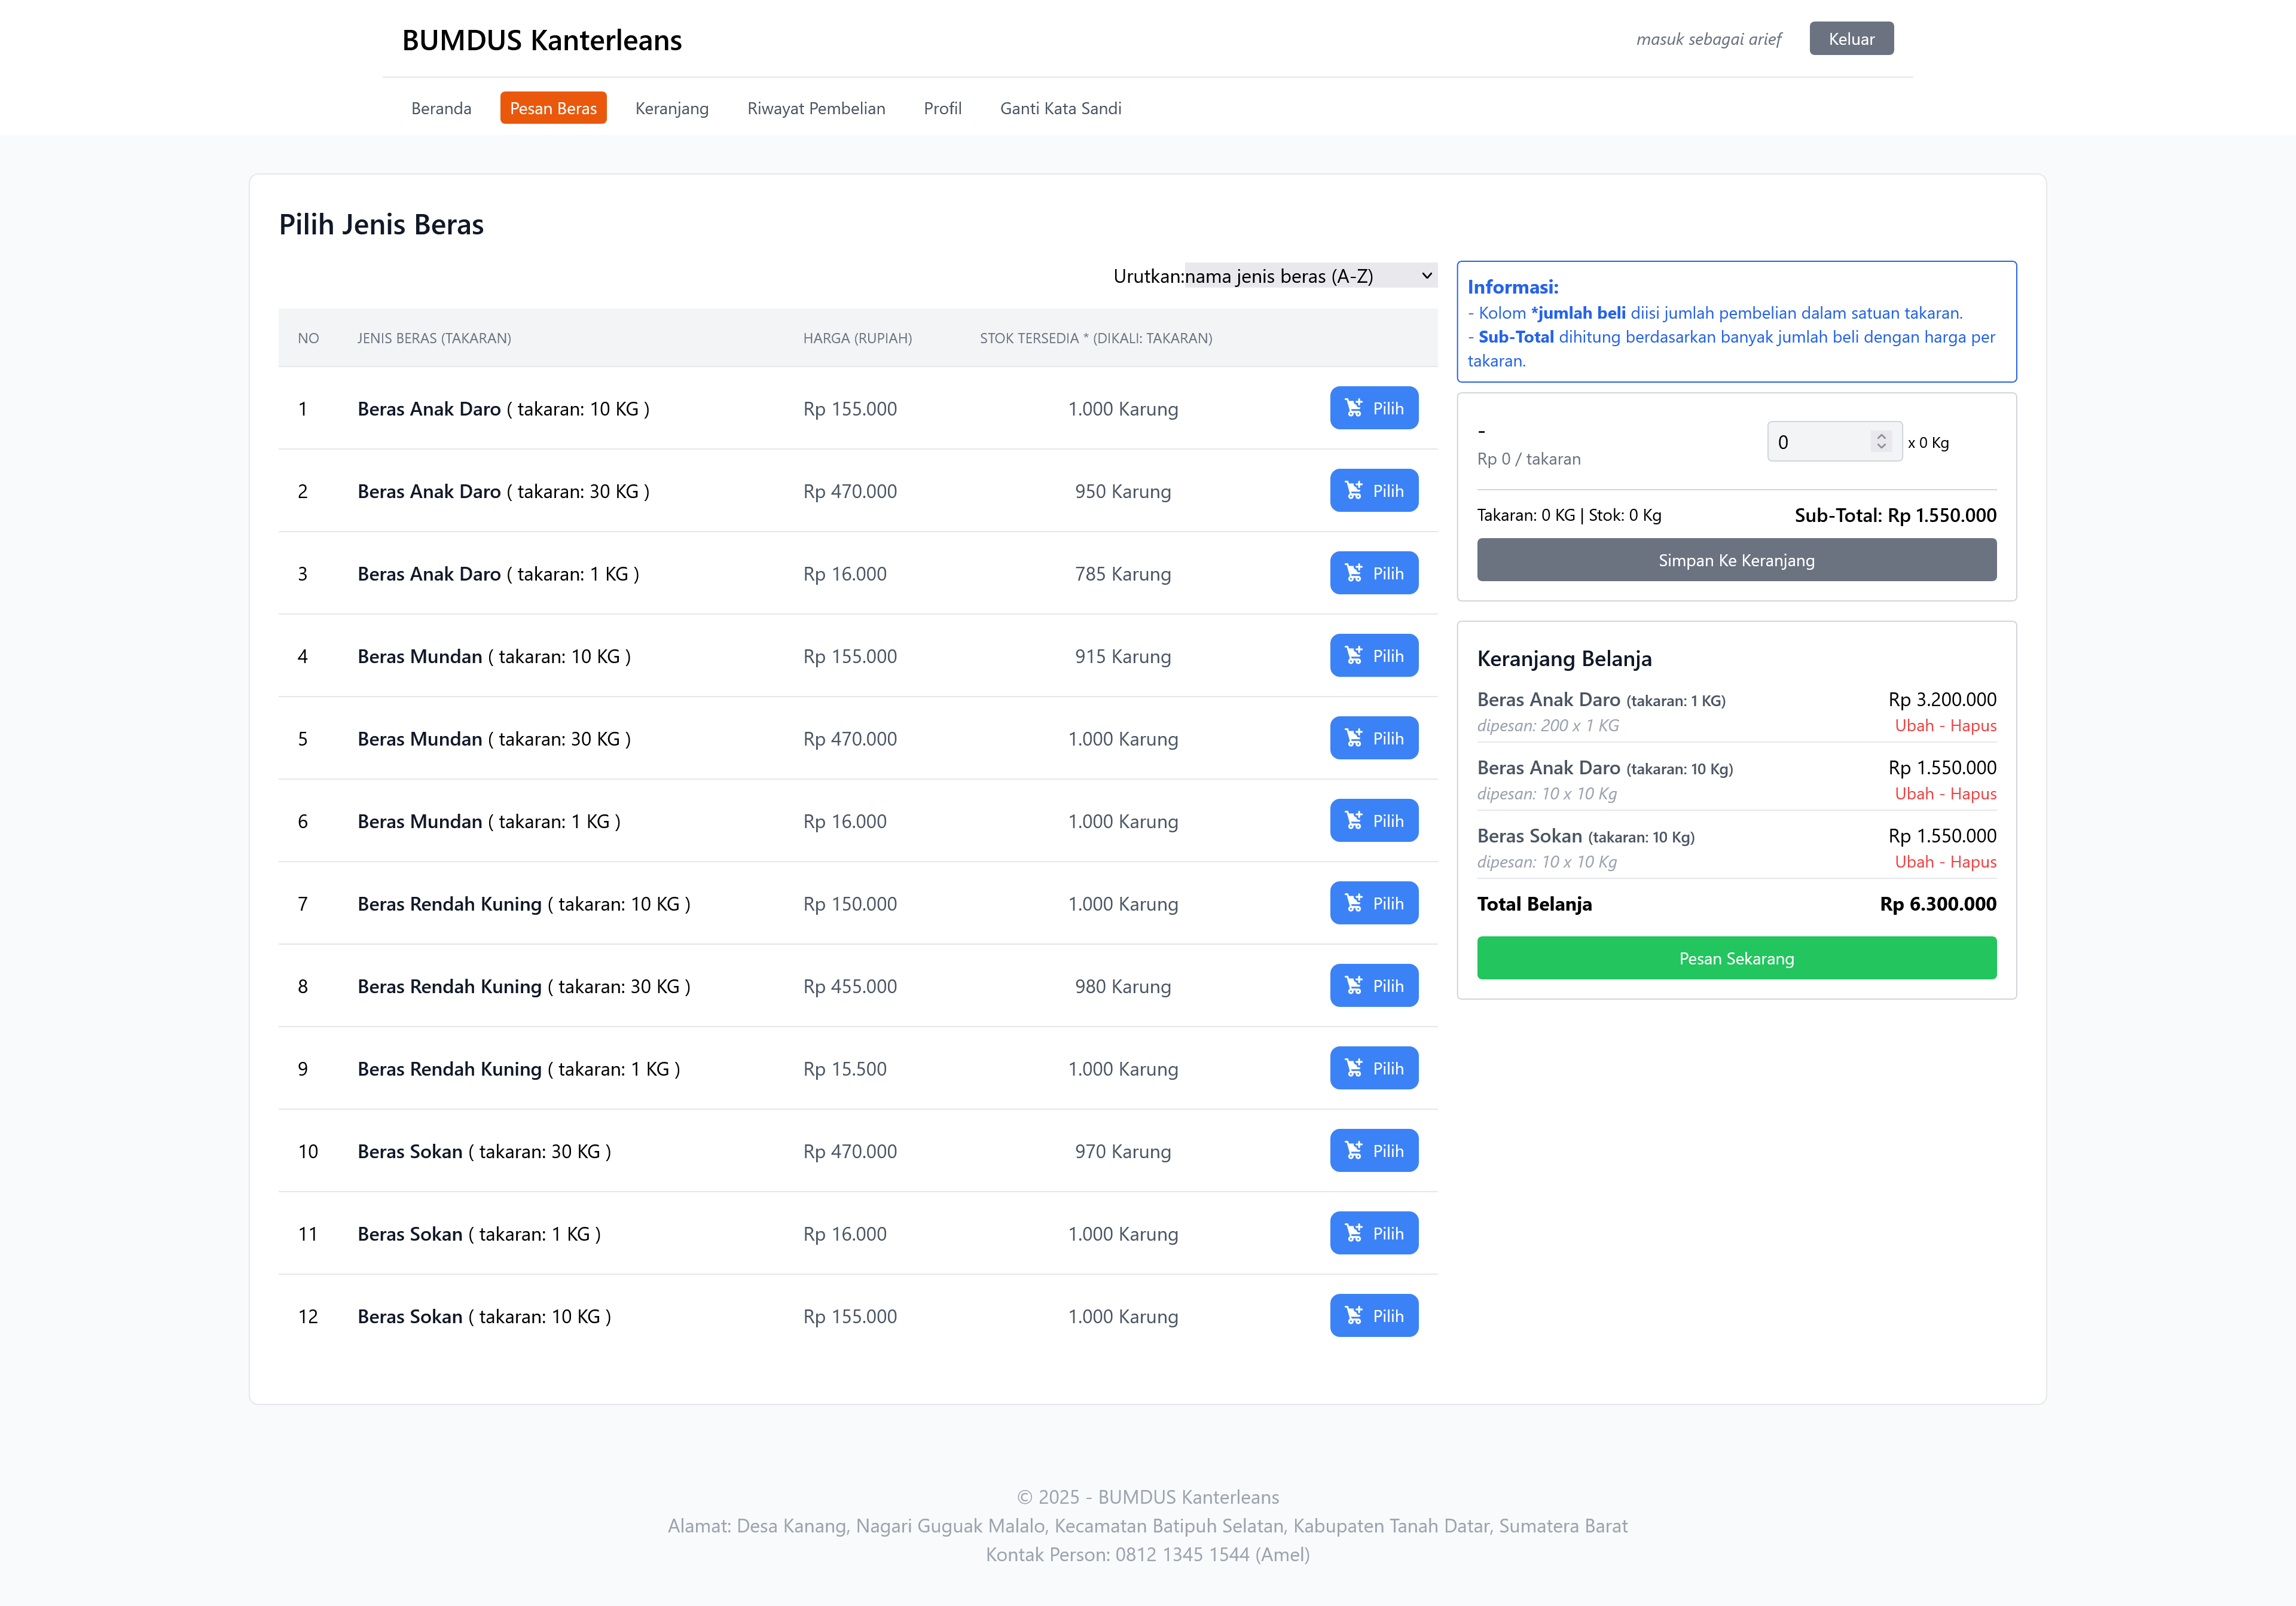 BUMDUS Kanterleans
masuk sebagai arief
Keluar
Beranda
Pesan Beras
Keranjang
Riwayat Pembelian
Profil
Ganti Kata Sandi
Pilih Jenis Beras
Urutkan:nama jenis beras (A-Z)
NO JENIS BERAS (TAKARAN) HARGA (RUPIAH) STOK TERSEDIA * (DIKALI: TAKARAN)
1 Beras Anak Daro ( takaran: 10 KG ) Rp 155.000 1.000 Karung Pilih
2 Beras Anak Daro ( takaran: 30 KG ) Rp 470.000 950 Karung Pilih
3 Beras Anak Daro ( takaran: 1 KG ) Rp 16.000 785 Karung Pilih
4 Beras Mundan ( takaran: 10 KG ) Rp 155.000 915 Karung Pilih
5 Beras Mundan ( takaran: 30 KG ) Rp 470.000 1.000 Karung Pilih
6 Beras Mundan ( takaran: 1 KG ) Rp 16.000 1.000 Karung Pilih
7 Beras Rendah Kuning ( takaran: 10 KG ) Rp 150.000 1.000 Karung Pilih
8 Beras Rendah Kuning ( takaran: 30 KG ) Rp 455.000 980 Karung Pilih
9 Beras Rendah Kuning ( takaran: 1 KG ) Rp 15.500 1.000 Karung Pilih
10 Beras Sokan ( takaran: 30 KG ) Rp 470.000 970 Karung Pilih
11 Beras Sokan ( takaran: 1 KG ) Rp 16.000 1.000 Karung Pilih
12 Beras Sokan ( takaran: 10 KG ) Rp 155.000 1.000 Karung Pilih
Informasi:
- Kolom *jumlah beli diisi jumlah pembelian dalam satuan takaran.
- Sub-Total dihitung berdasarkan banyak jumlah beli dengan harga per
takaran.
-
Rp 0 / takaran
0 x 0 Kg
Takaran: 0 KG | Stok: 0 Kg Sub-Total: Rp 1.550.000
Simpan Ke Keranjang
Keranjang Belanja
Beras Anak Daro (takaran: 1 KG) Rp 3.200.000
dipesan: 200 x 1 KG Ubah - Hapus
Beras Anak Daro (takaran: 10 Kg) Rp 1.550.000
dipesan: 10 x 10 Kg Ubah - Hapus
Beras Sokan (takaran: 10 Kg) Rp 1.550.000
dipesan: 10 x 10 Kg Ubah - Hapus
Total Belanja Rp 6.300.000
Pesan Sekarang
© 2025 - BUMDUS Kanterleans
Alamat: Desa Kanang, Nagari Guguak Malalo, Kecamatan Batipuh Selatan, Kabupaten Tanah Datar, Sumatera Barat
Kontak Person: 0812 1345 1544 (Amel)